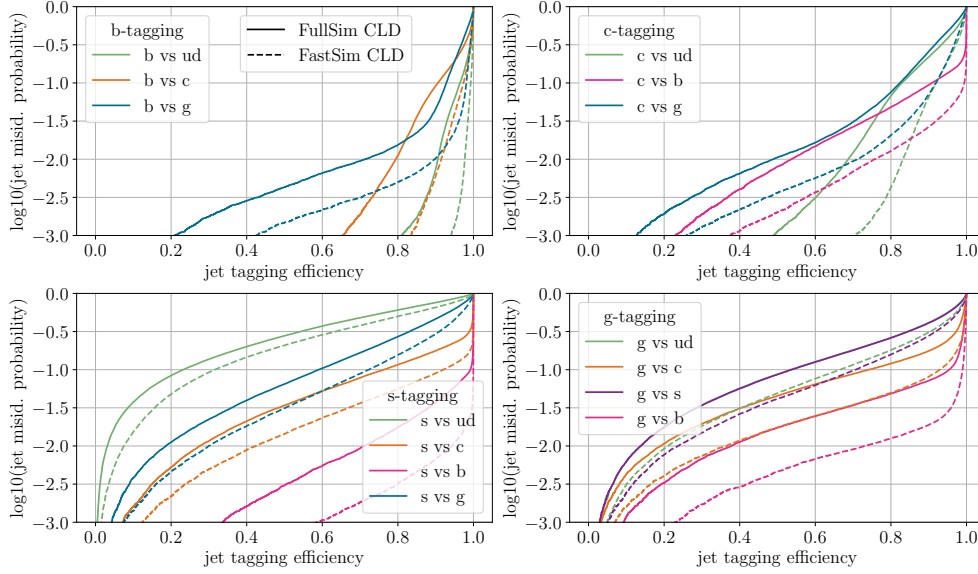 b-tagging
b vs ud
b vs c
b vs g
FullSim CLD
FastSim CLD
log10(jet misid. probability)
0.0
−0.5
−1.0
−1.5
−2.0
−2.5
−3.0
0.0 0.2 0.4 0.6 0.8 1.0
jet tagging efficiency
c-tagging
c vs ud
c vs b
c vs g
log10(jet misid. probability)
0.0
−0.5
−1.0
−1.5
−2.0
−2.5
−3.0
0.0 0.2 0.4 0.6 0.8 1.0
jet tagging efficiency
s-tagging
s vs ud
s vs c
s vs b
s vs g
log10(jet misid. probability)
0.0
−0.5
−1.0
−1.5
−2.0
−2.5
−3.0
0.0 0.2 0.4 0.6 0.8 1.0
jet tagging efficiency
g-tagging
g vs ud
g vs c
g vs s
g vs b
log10(jet misid. probability)
0.0
−0.5
−1.0
−1.5
−2.0
−2.5
−3.0
0.0 0.2 0.4 0.6 0.8 1.0
jet tagging efficiency